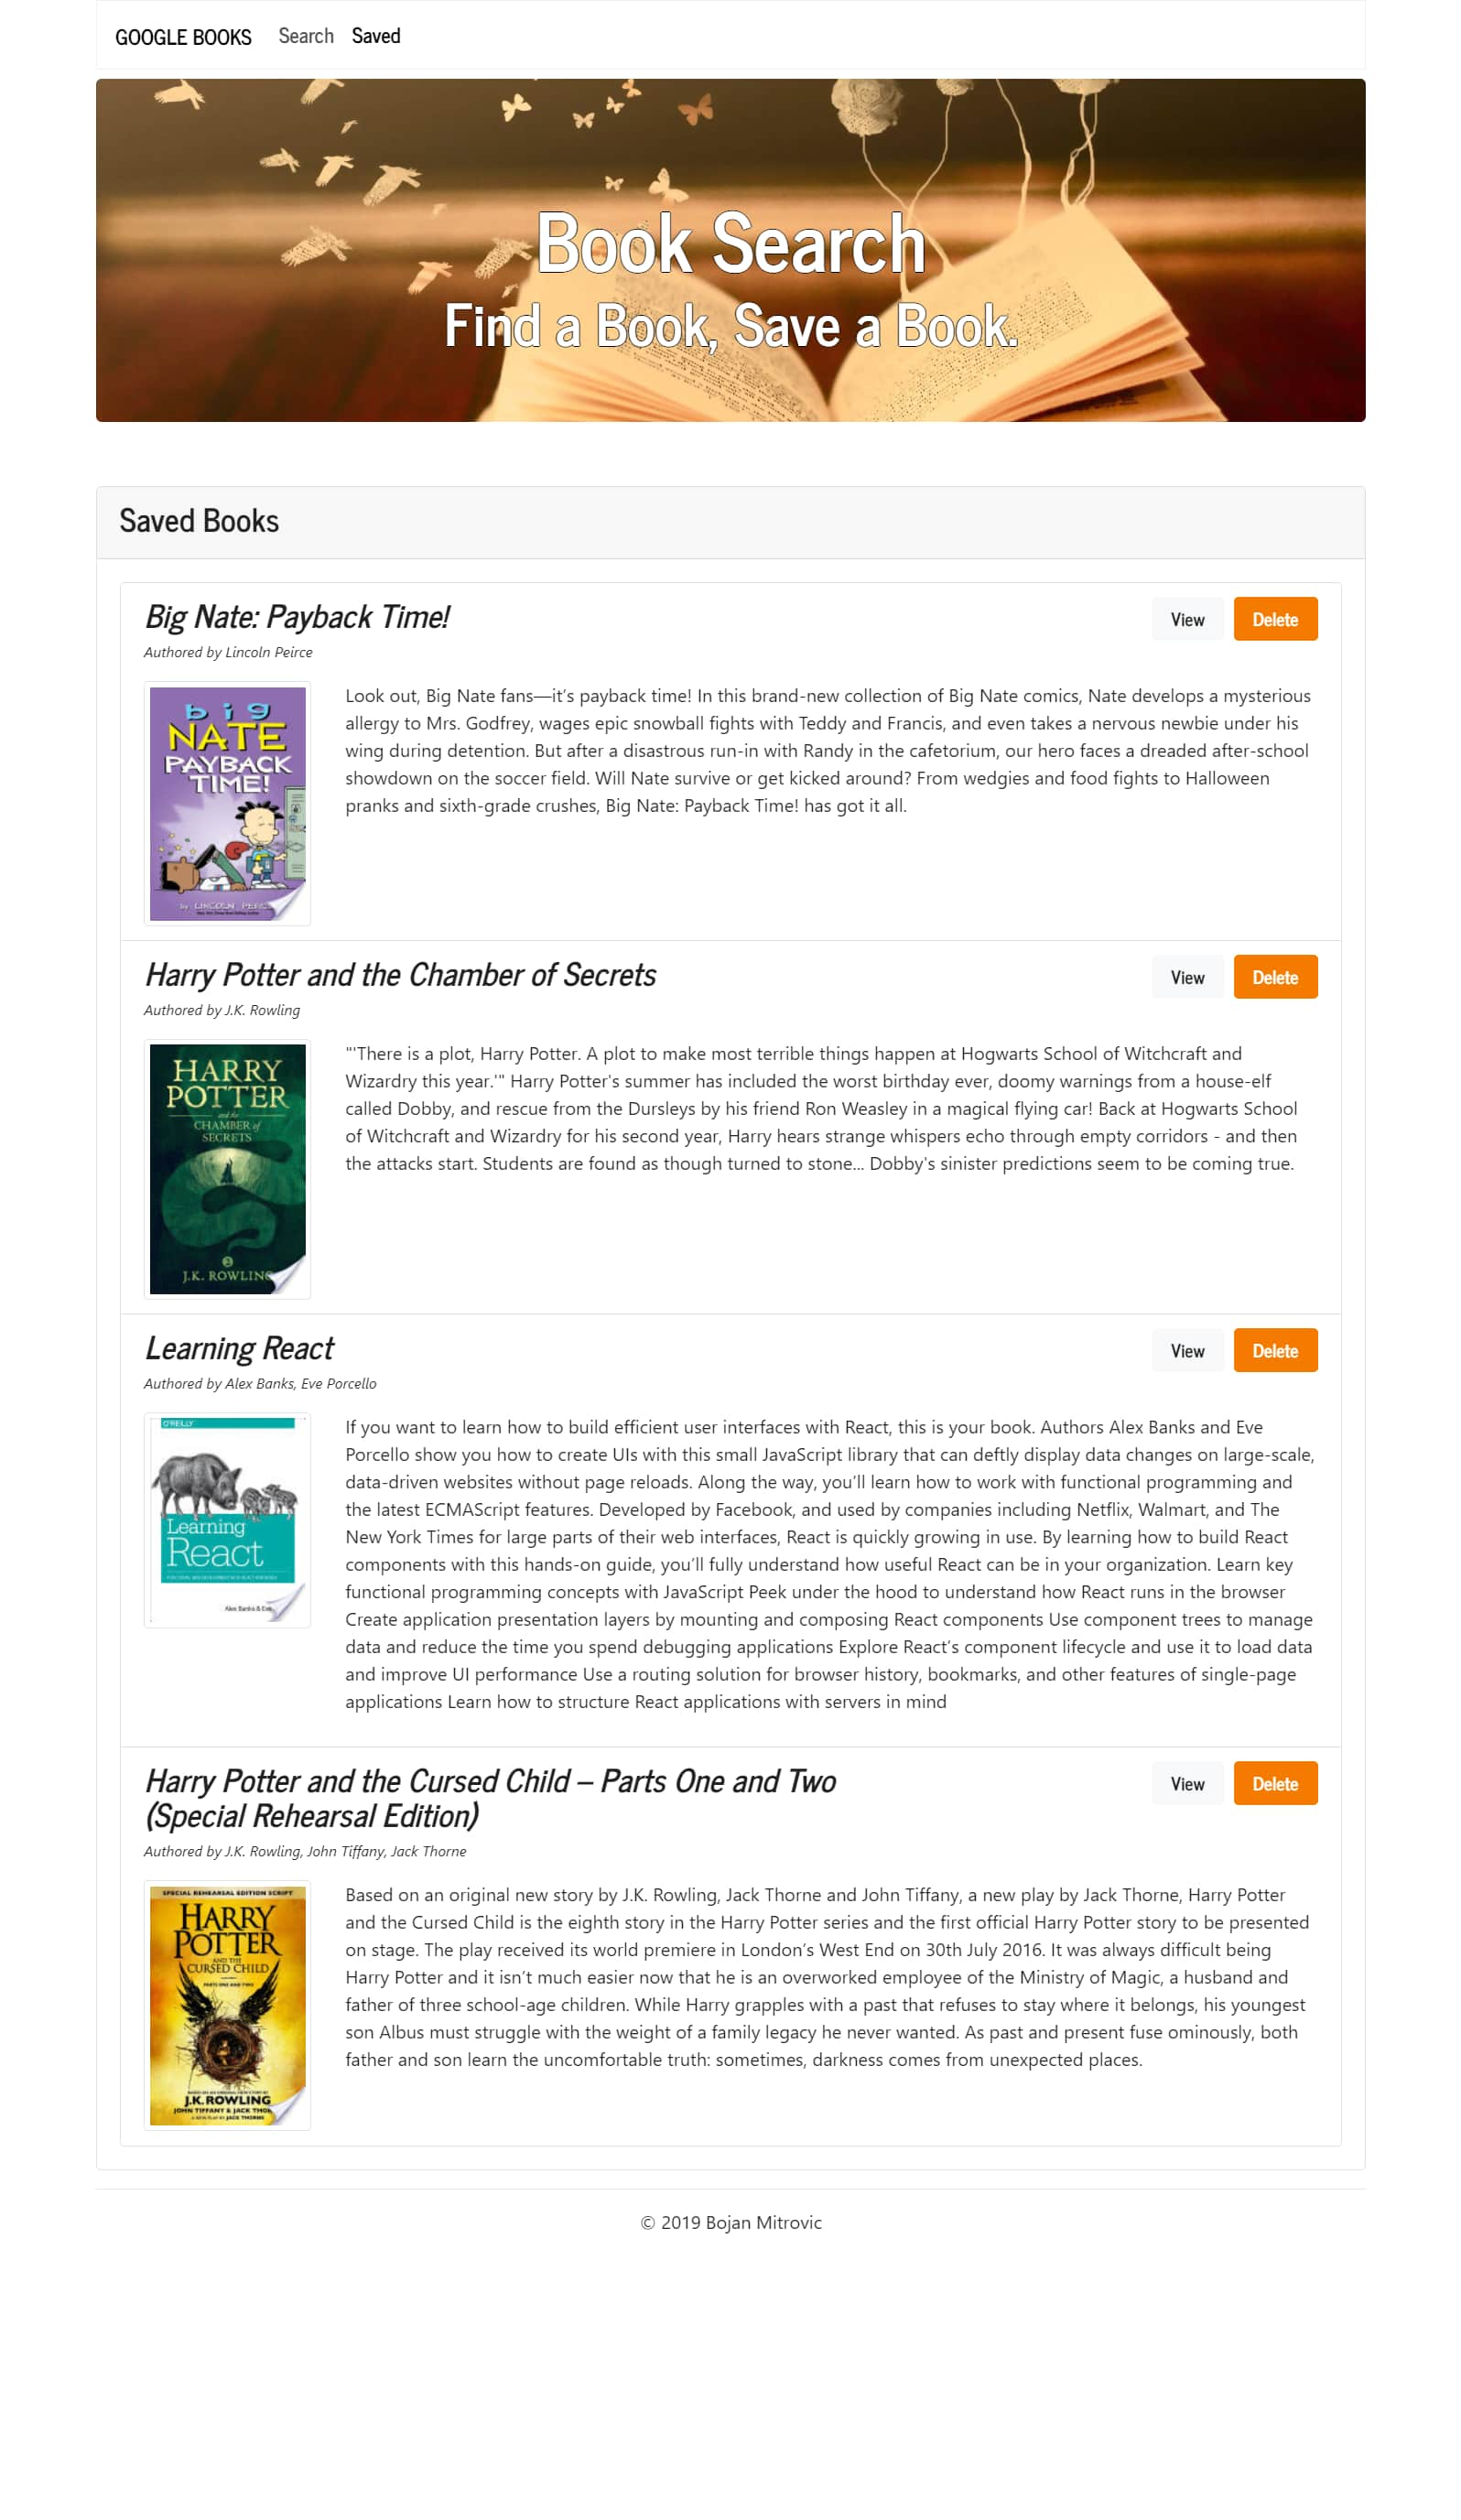 GOOGLE BOOKS Search Saved
Book Search
Find a Book, Save a Book.
Saved Books
Big Nate: Payback Time!
View Delete
Authored by Lincoln Peirce
big
NATE
PAYBACK
TIME!
by LINCOLN
Look out, Big Nate fans—it’s payback time! In this brand-new collection of Big Nate comics, Nate develops a mysterious
allergy to Mrs. Godfrey, wages epic snowball fights with Teddy and Francis, and even takes a nervous newbie under his
wing during detention. But after a disastrous run-in with Randy in the cafetorium, our hero faces a dreaded after-school
showdown on the soccer field. Will Nate survive or get kicked around? From wedgies and food fights to Halloween
pranks and sixth-grade crushes, Big Nate: Payback Time! has got it all.
Harry Potter and the Chamber of Secrets
View Delete
Authored by J.K. Rowling
HARRY
POTTER
and the
CHAMBER of
SECRETS
J.K. ROWLING
"'There is a plot, Harry Potter. A plot to make most terrible things happen at Hogwarts School of Witchcraft and
Wizardry this year.'" Harry Potter's summer has included the worst birthday ever, doomy warnings from a house-elf
called Dobby, and rescue from the Dursleys by his friend Ron Weasley in a magical flying car! Back at Hogwarts School
of Witchcraft and Wizardry for his second year, Harry hears strange whispers echo through empty corridors - and then
the attacks start. Students are found as though turned to stone... Dobby's sinister predictions seem to be coming true.
Learning React
View Delete
Authored by Alex Banks, Eve Porcello
O'REILLY
Learning
React
Alex Banks & Eve
If you want to learn how to build efficient user interfaces with React, this is your book. Authors Alex Banks and Eve
Porcello show you how to create UIs with this small JavaScript library that can deftly display data changes on large-scale,
data-driven websites without page reloads. Along the way, you’ll learn how to work with functional programming and
the latest ECMAScript features. Developed by Facebook, and used by companies including Netflix, Walmart, and The
New York Times for large parts of their web interfaces, React is quickly growing in use. By learning how to build React
components with this hands-on guide, you’ll fully understand how useful React can be in your organization. Learn key
functional programming concepts with JavaScript Peek under the hood to understand how React runs in the browser
Create application presentation layers by mounting and composing React components Use component trees to manage
data and reduce the time you spend debugging applications Explore React’s component lifecycle and use it to load data
and improve UI performance Use a routing solution for browser history, bookmarks, and other features of single-page
applications Learn how to structure React applications with servers in mind
Harry Potter and the Cursed Child – Parts One and Two
(Special Rehearsal Edition)
View Delete
Authored by J.K. Rowling, John Tiffany, Jack Thorne
SPECIAL REHEARSAL EDITION SCRIPT
HARRY
POTTER
AND THE
CURSED CHILD
PARTS ONE AND TWO
J.K. ROWLING
JOHN TIFFANY & JACK
A NEW PLAY BY JACK THORNE
Based on an original new story by J.K. Rowling, Jack Thorne and John Tiffany, a new play by Jack Thorne, Harry Potter
and the Cursed Child is the eighth story in the Harry Potter series and the first official Harry Potter story to be presented
on stage. The play received its world premiere in London’s West End on 30th July 2016. It was always difficult being
Harry Potter and it isn’t much easier now that he is an overworked employee of the Ministry of Magic, a husband and
father of three school-age children. While Harry grapples with a past that refuses to stay where it belongs, his youngest
son Albus must struggle with the weight of a family legacy he never wanted. As past and present fuse ominously, both
father and son learn the uncomfortable truth: sometimes, darkness comes from unexpected places.
© 2019 Bojan Mitrovic